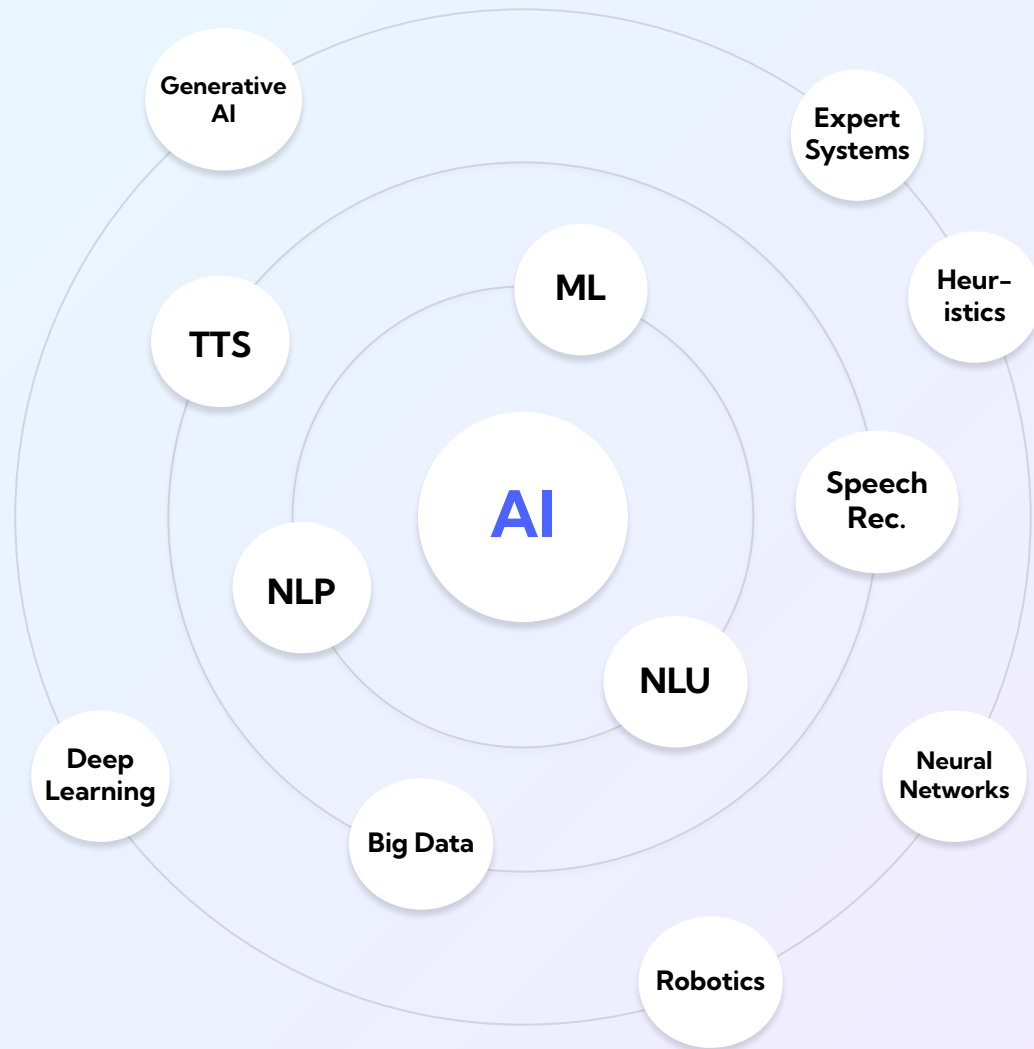 Generative
AI
Expert
Systems
Heur-
istics
ML
TTS
Speech
Rec.
AI
NLP
NLU
Deep
Learning
Neural
Networks
Big Data
Robotics